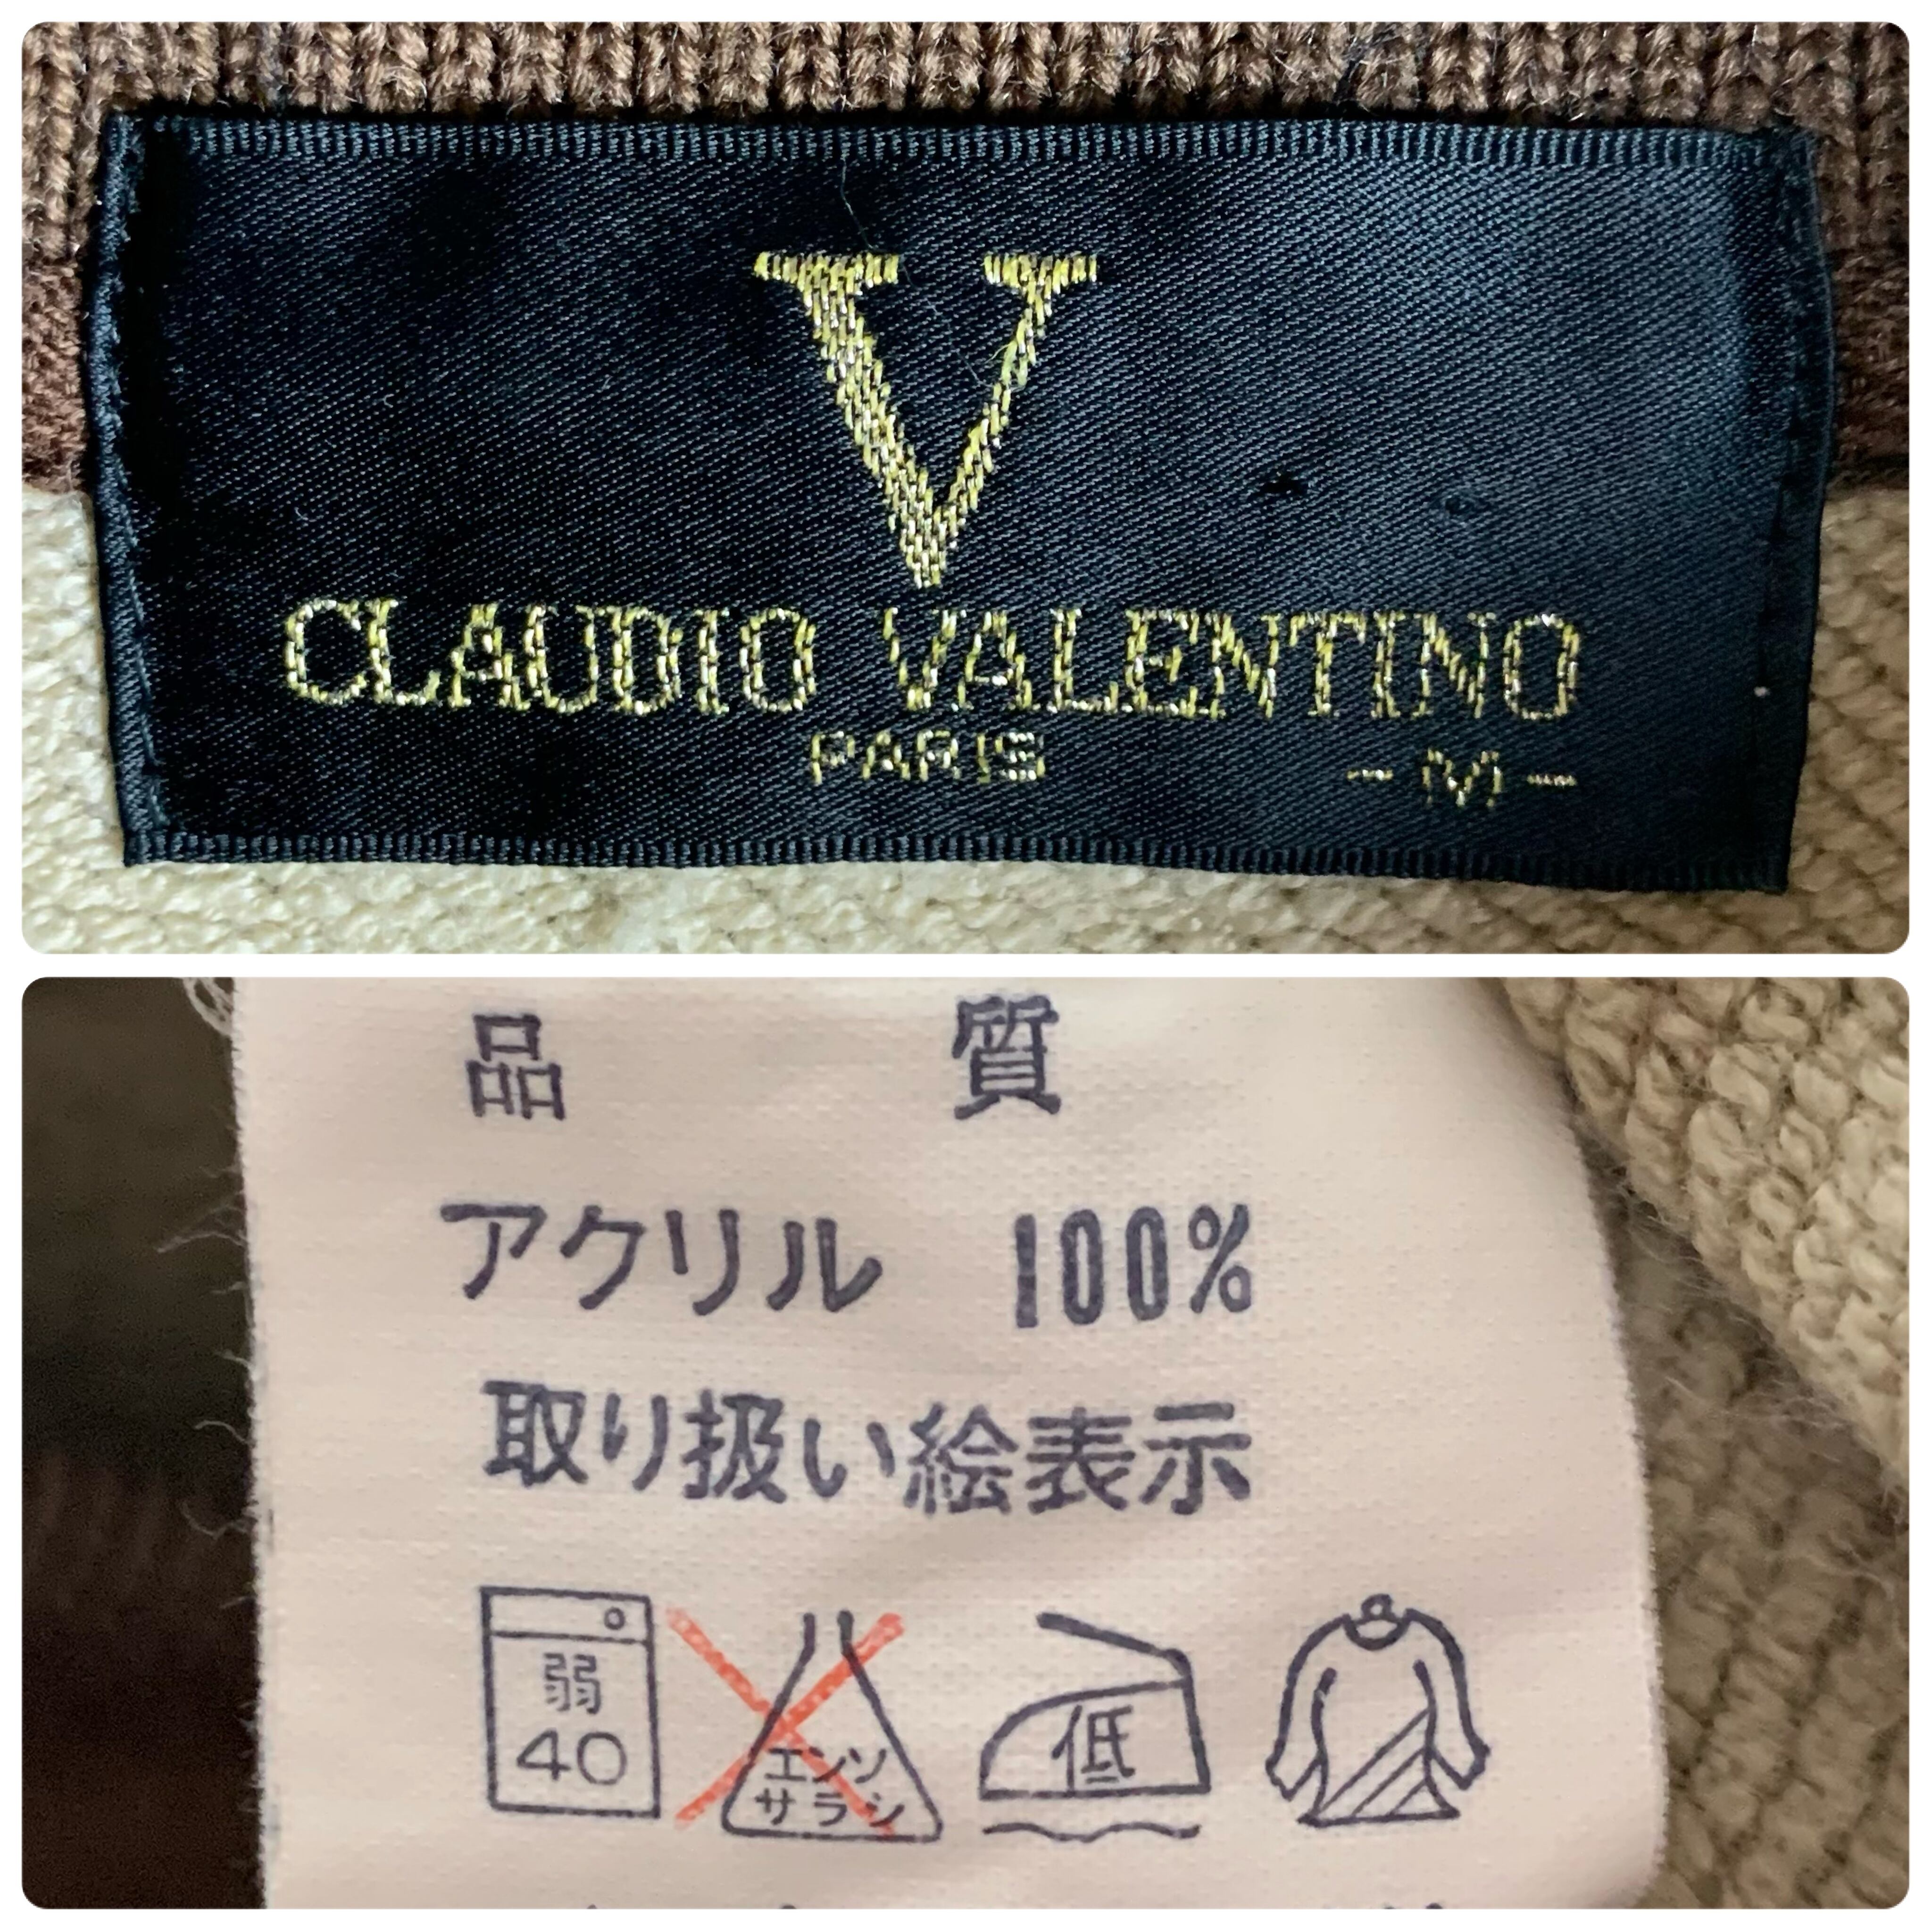 V
CLAUDIO VALENTINO
PARIS
- M -
品 質
アクリル 100%
取り扱い絵表示
弱
40
エンソ
サラシ
低